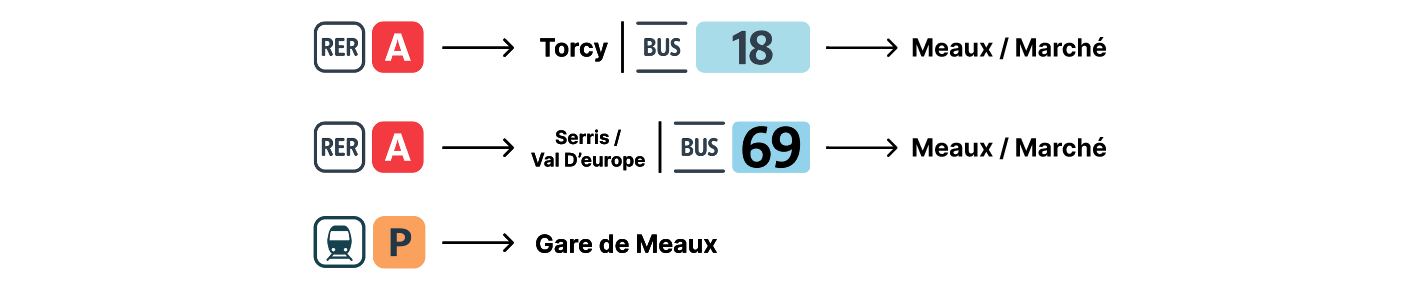 RER A Torcy BUS 18 Meaux / Marché
RER A Serris /
Val D'europe BUS 69 Meaux / Marché
P Gare de Meaux